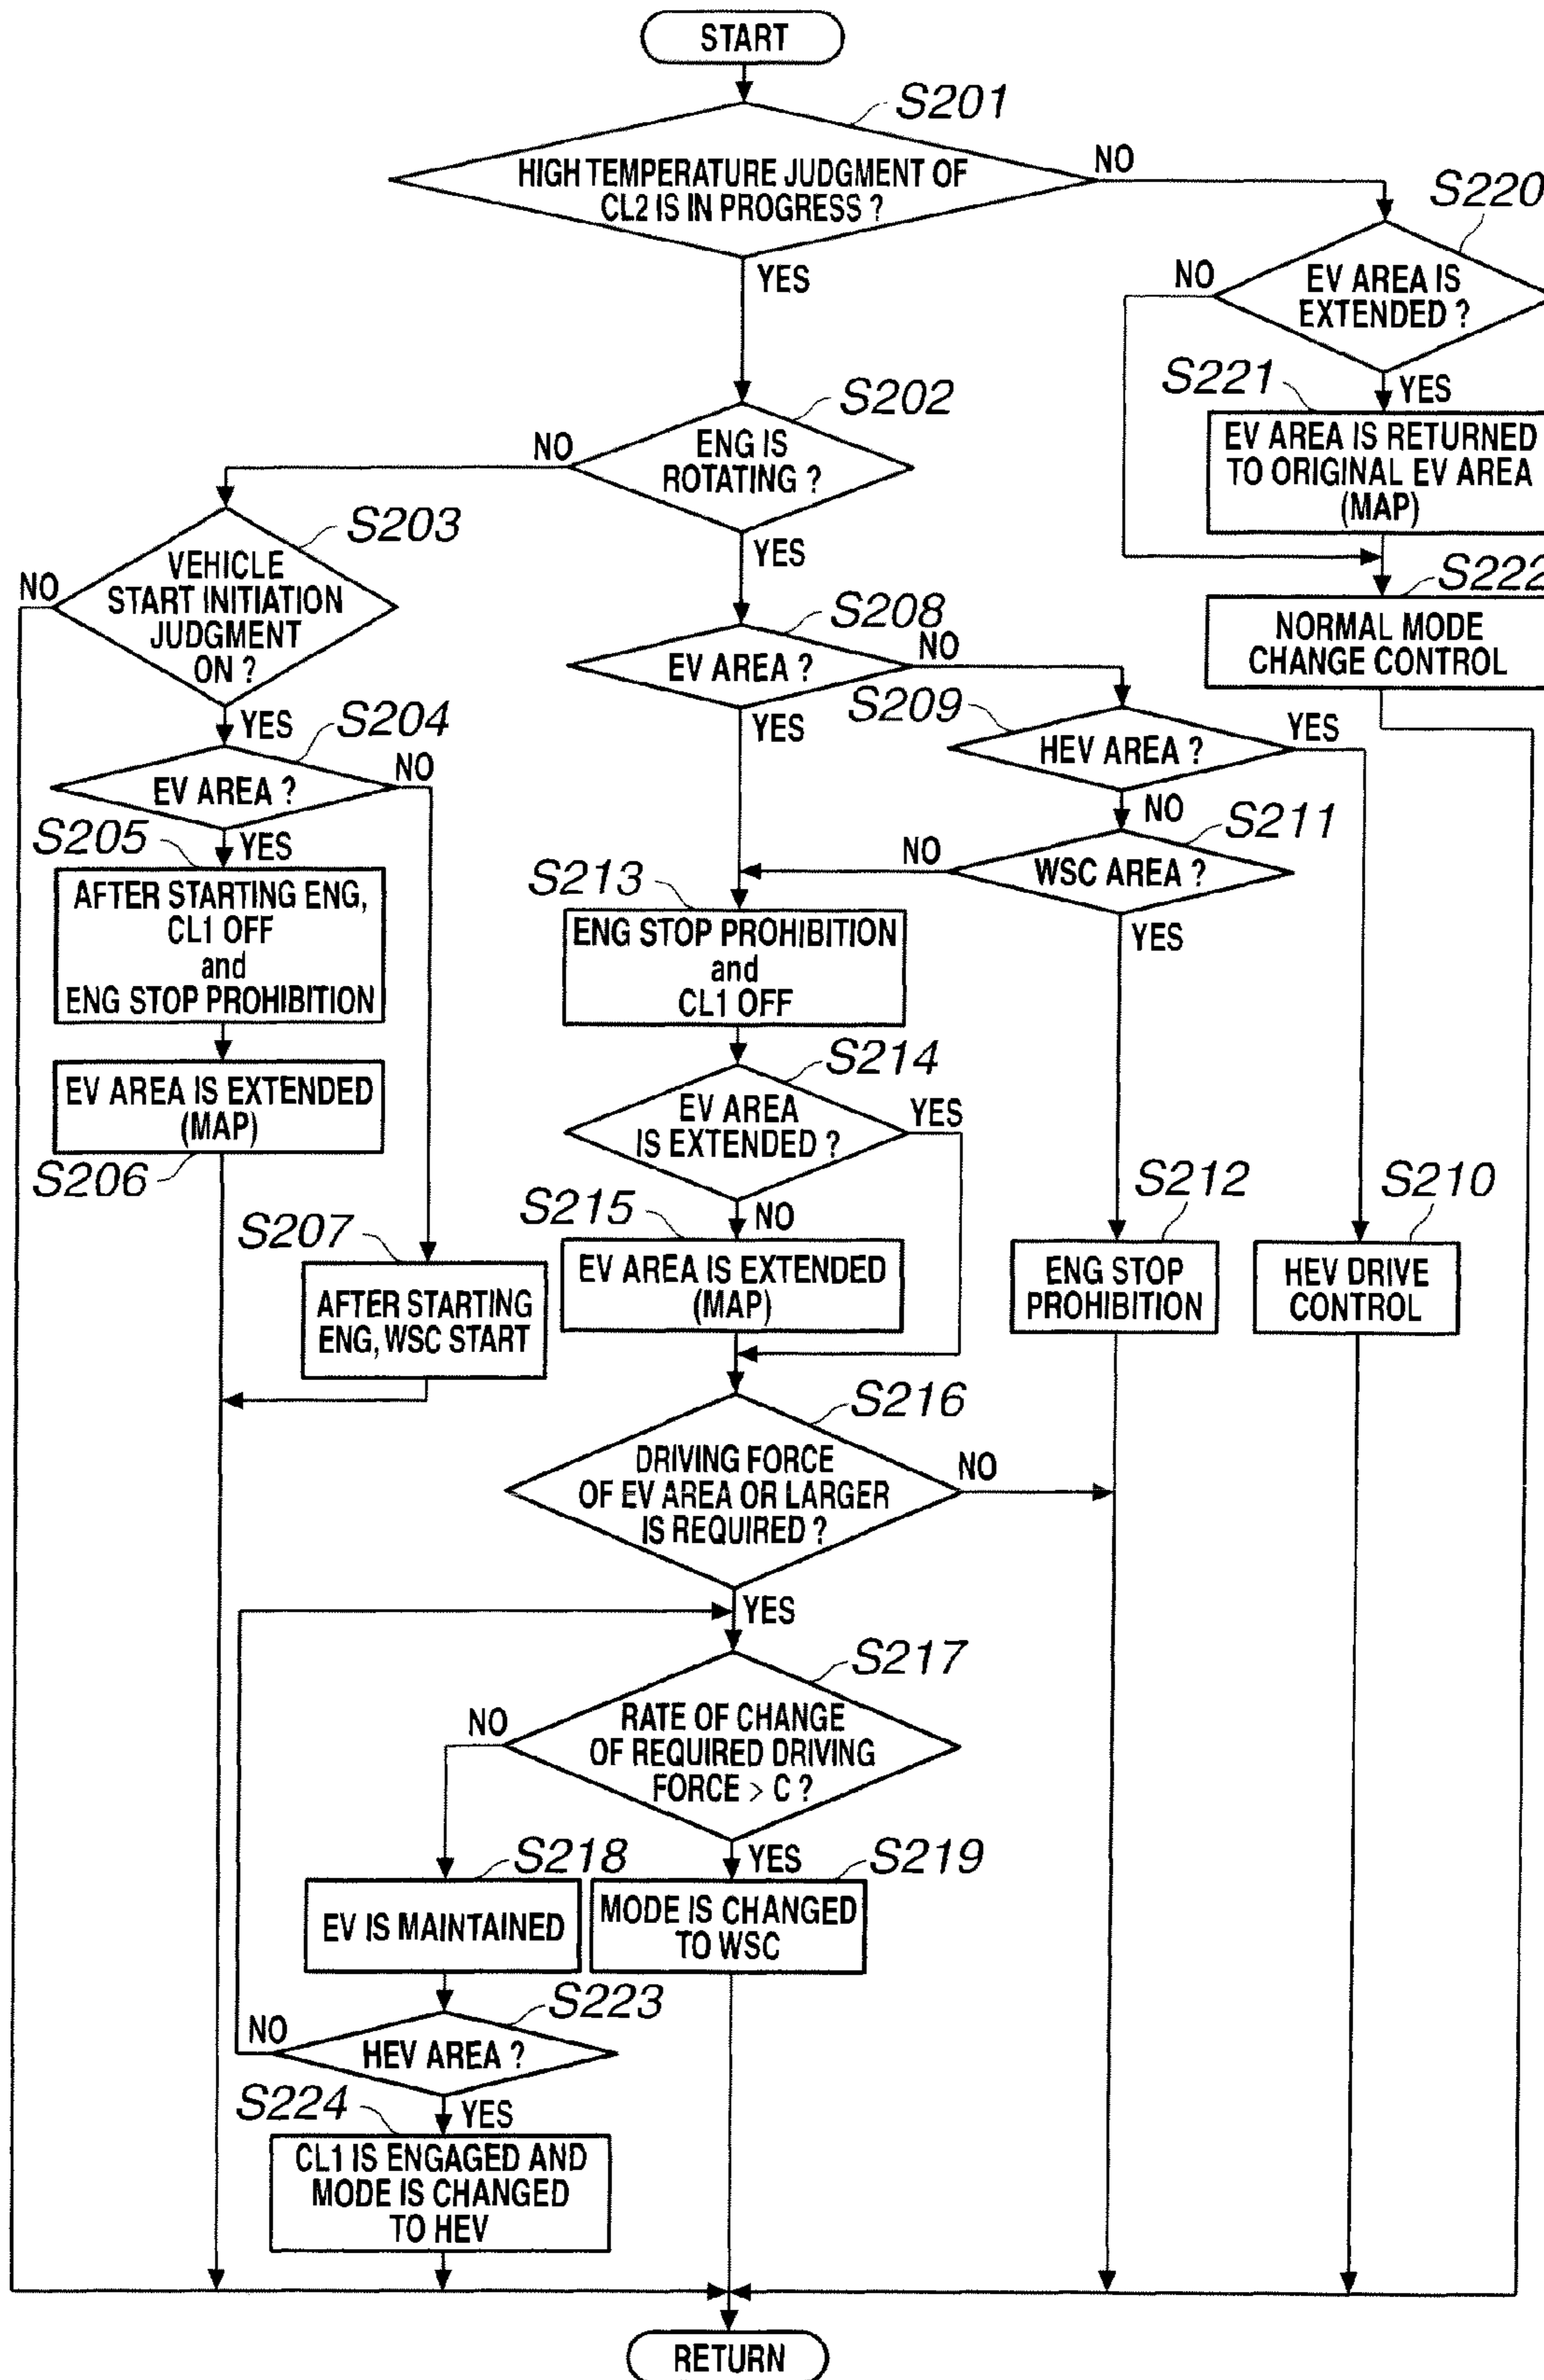 START
S201
HIGH TEMPERATURE JUDGMENT OF
CL2 IS IN PROGRESS ?
NO
YES
S220
EV AREA IS
EXTENDED ?
NO
YES
S221
EV AREA IS RETURNED
TO ORIGINAL EV AREA
(MAP)
S222
NORMAL MODE
CHANGE CONTROL
S202
ENG IS
ROTATING ?
NO
YES
S203
VEHICLE
START INITIATION
JUDGMENT
ON ?
NO
YES
S204
EV AREA ?
NO
YES
S205
AFTER STARTING ENG,
CL1 OFF
and
ENG STOP PROHIBITION
EV AREA IS EXTENDED
(MAP)
S206
S207
AFTER STARTING
ENG, WSC START
S208
EV AREA ?
NO
YES
S209
HEV AREA ?
YES
NO
S211
WSC AREA ?
NO
YES
S213
ENG STOP PROHIBITION
and
CL1 OFF
S214
EV AREA
IS EXTENDED ?
YES
NO
S215
EV AREA IS EXTENDED
(MAP)
S212
ENG STOP
PROHIBITION
S210
HEV DRIVE
CONTROL
S216
DRIVING FORCE
OF EV AREA OR LARGER
IS REQUIRED ?
NO
YES
S217
RATE OF CHANGE
OF REQUIRED DRIVING
FORCE > C ?
NO
YES
S218
EV IS MAINTAINED
S219
MODE IS CHANGED
TO WSC
S223
HEV AREA ?
NO
YES
S224
CL1 IS ENGAGED AND
MODE IS CHANGED
TO HEV
RETURN